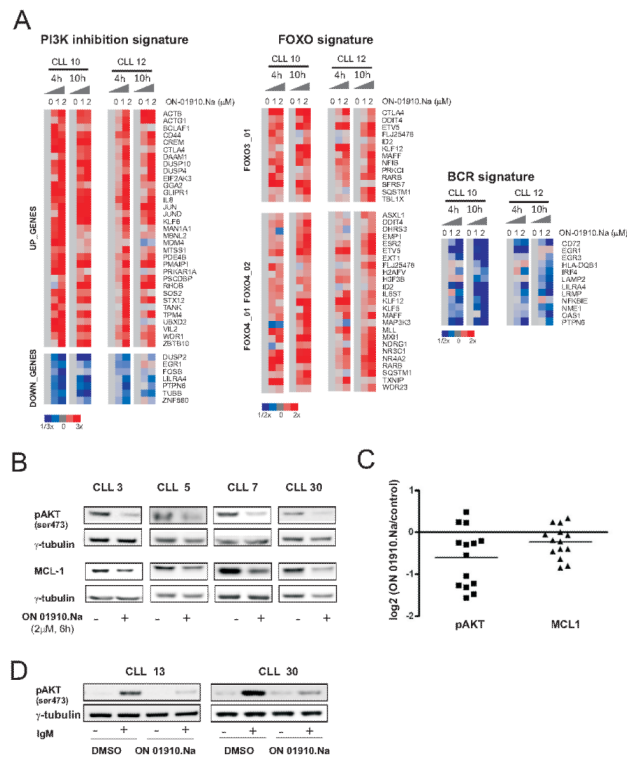 A
PI3K inhibition signature
CLL 10 CLL 12
4h 10h 4h 10h
0 1 2 0 1 2 0 1 2 0 1 2 ON-01910.Na (μM)
UP_GENES
ACTB
ACTG1
BCLAF1
CD44
CREM
CTLA4
DAAM1
DUSP10
DUSP4
EIF2AK3
GGA2
GLIPR1
IL8
JUN
JUND
KLF6
MAN1A1
MBNL2
MDM4
MTSS1
PDE4B
PMAIP1
PRKAR1A
RHOB
SOS2
STX12
TANK
TPM4
UBXD2
VIL2
WDR1
ZBTB10
DOWN_GENES
DUSP2
EGR1
FOSB
LILRA4
PTPN6
TUBB
1/3x 0 3x
FOXO signature
CLL 10 CLL 12
4h 10h 4h 10h
0 1 2 0 1 2 0 1 2 0 1 2 ON-01910.Na (μM)
FOXO3_01
CTLA4
DDIT4
ETV5
FLJ25476
ID2
KLF12
MAFF
NFIB
PRKCI
RARB
SFRS7
SQSTM1
TBL1X
FOXO4_01 FOXO4_02
ASXL1
DDIT4
DHRS3
EMP1
ESR2
ETV5
EXT1
FLJ25476
H2AFV
H3F3B
ID2
IL6ST
KLF12
KLF6
MAFF
MAP3K3
MLL
MXI1
NDRG1
NR3C1
NR4A2
RARB
SQSTM1
TXNIP
WDR23
1/2x 0 2x
BCR signature
CLL 10 CLL 12
4h 10h 4h 10h
0 1 2 0 1 2 0 1 2 0 1 2 ON-01910.Na (μM)
CD72
EGR1
EGR3
HLA-DQB1
IRF4
LAMP2
LILRA4
LRMP
NFKBIE
NME1
OAS1
PTPN6
1/2x 0 2x
B
CLL 3 CLL 5 CLL 7 CLL 30
pAKT
(ser473)
γ-tubulin
MCL-1
γ-tubulin
ON 01910.Na - + - + - + - +
(2μM, 6h)
C
log2 (ON 01910.Na/control)
1
0
-1
-2
pAKT MCL1
D
CLL 13 CLL 30
pAKT
(ser473)
γ-tubulin
IgM - + - + - + - +
DMSO ON 01910.Na DMSO ON 01910.Na